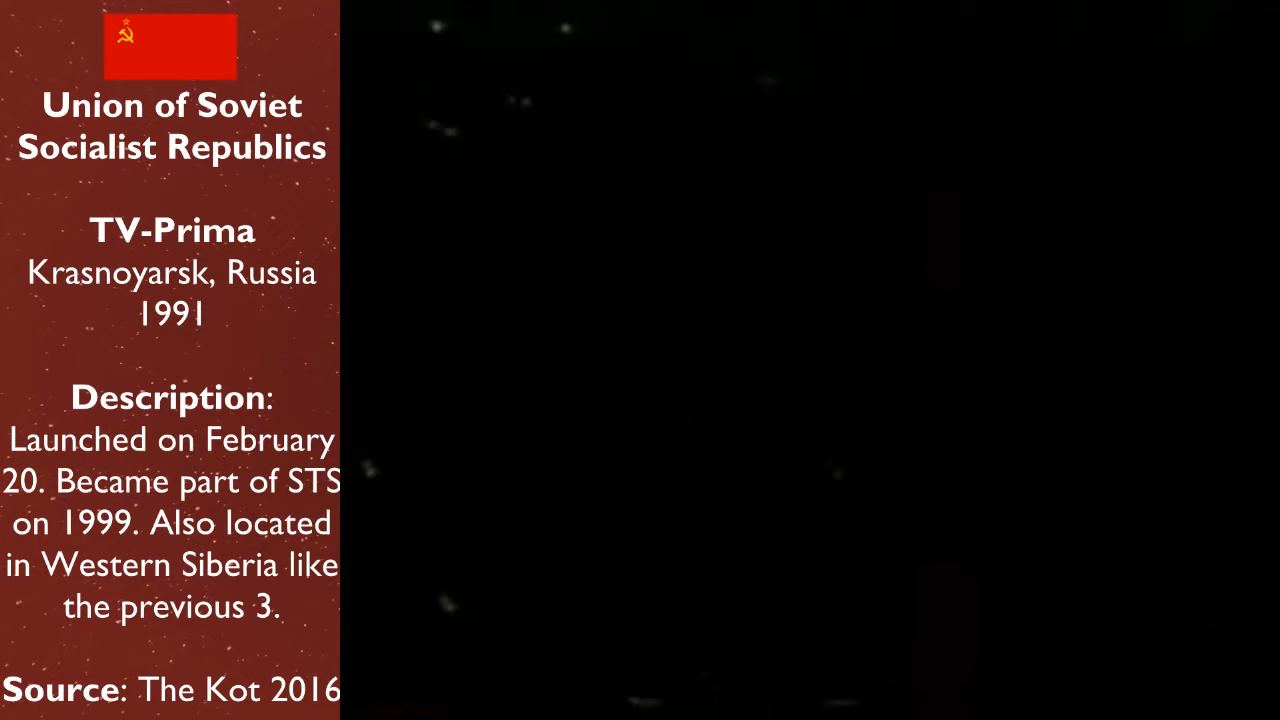 Union of Soviet
Socialist Republics
TV-Prima
Krasnoyarsk, Russia
1991
Description:
Launched on February
20. Became part of STS
on 1999. Also located
in Western Siberia like
the previous 3.
Source: The Kot 2016